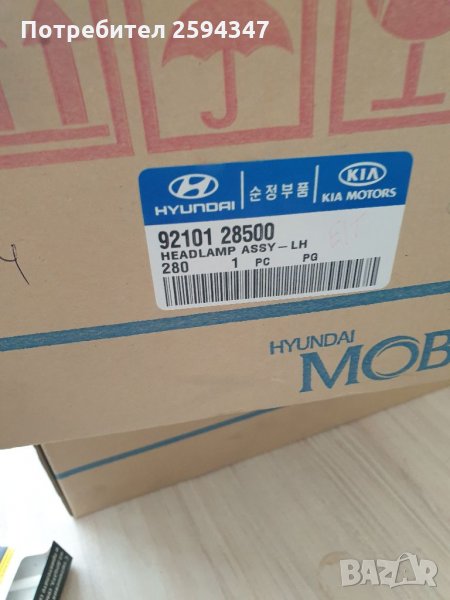 Потребител 2594347
HYUNDAI
순정부품
KIA
KIA MOTORS
92101 28500
HEADLAMP ASSY-LH
280 1 PC PG
HYUNDAI
MOB
BAZAR